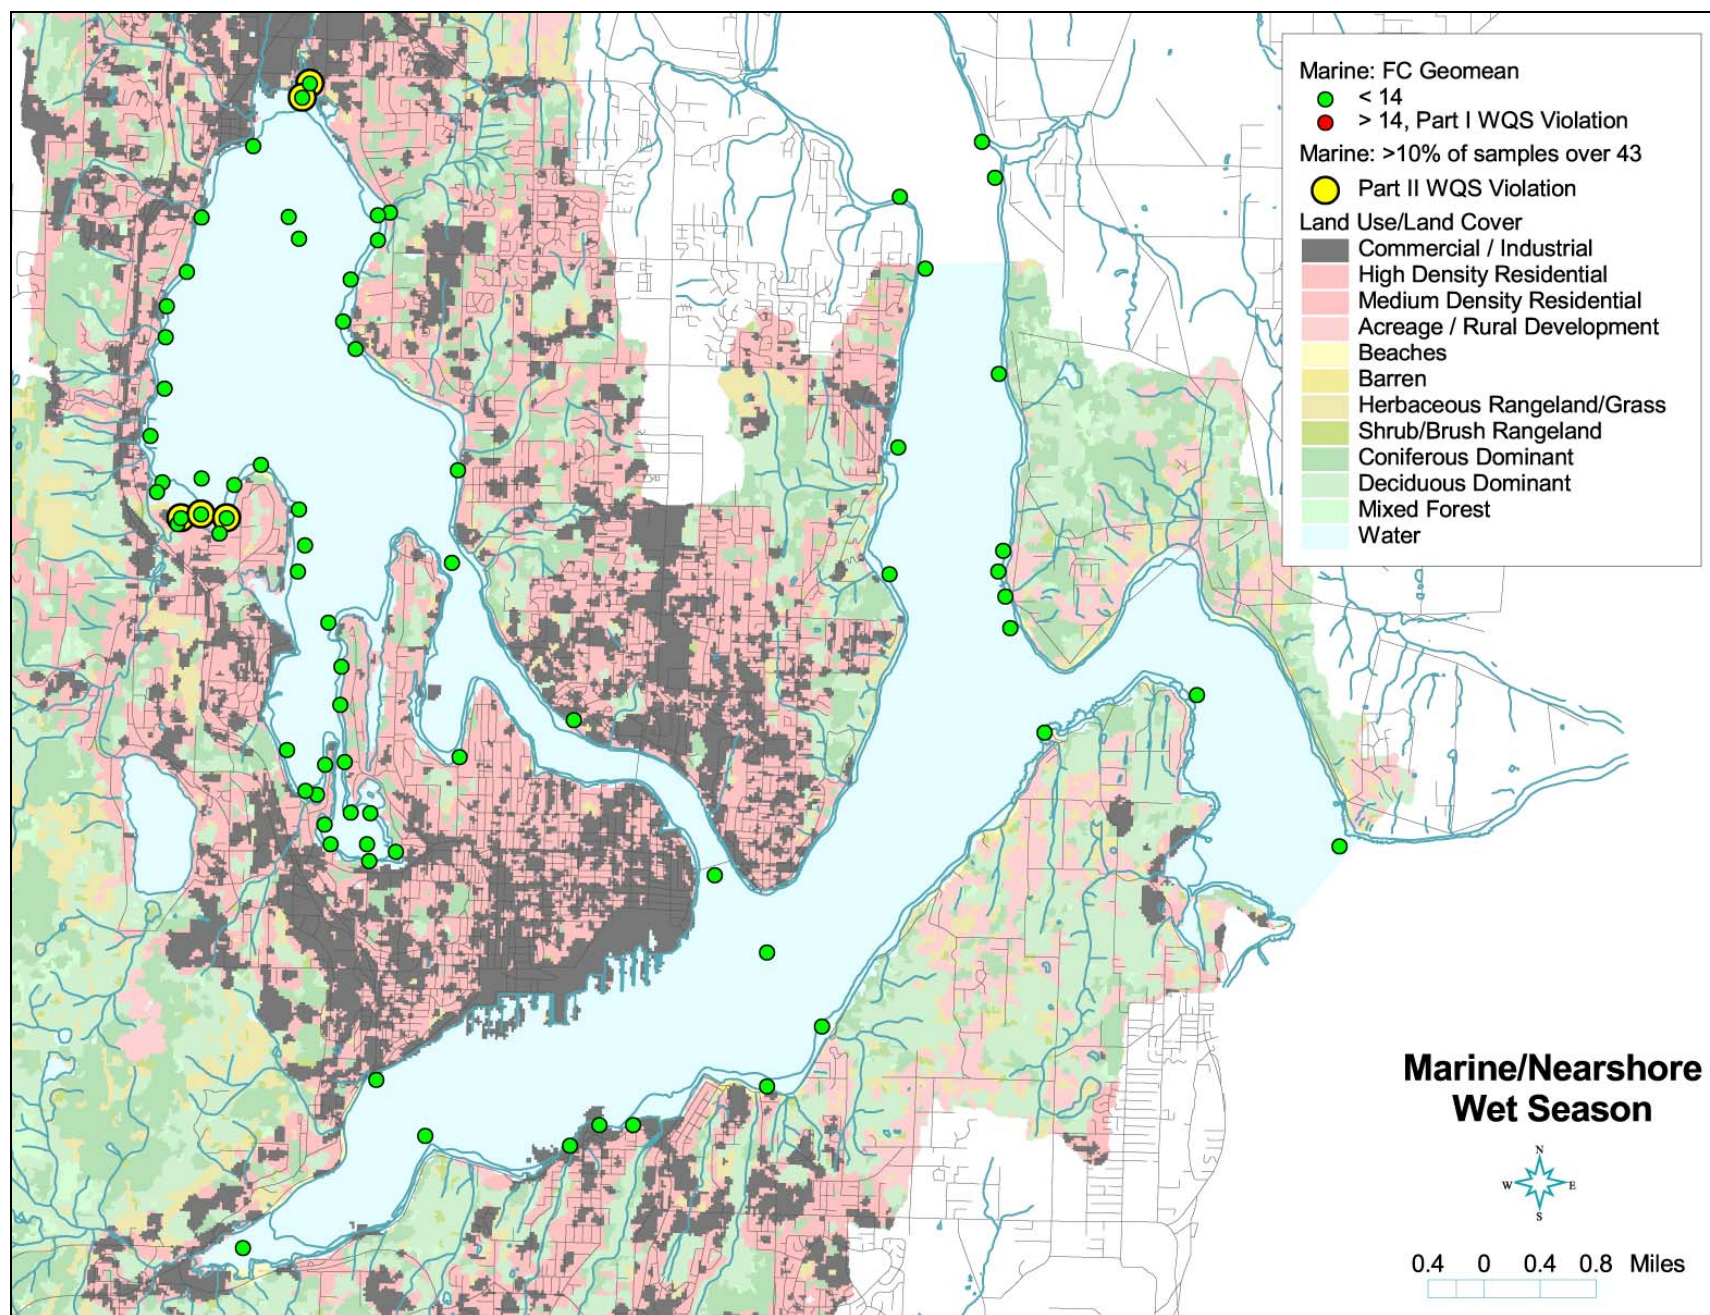 Marine: FC Geomean
< 14
> 14, Part I WQS Violation
Marine: >10% of samples over 43
Part II WQS Violation
Land Use/Land Cover
Commercial / Industrial
High Density Residential
Medium Density Residential
Acreage / Rural Development
Beaches
Barren
Herbaceous Rangeland/Grass
Shrub/Brush Rangeland
Coniferous Dominant
Deciduous Dominant
Mixed Forest
Water
Marine/Nearshore
Wet Season
N
W E
S
0.4 0 0.4 0.8 Miles